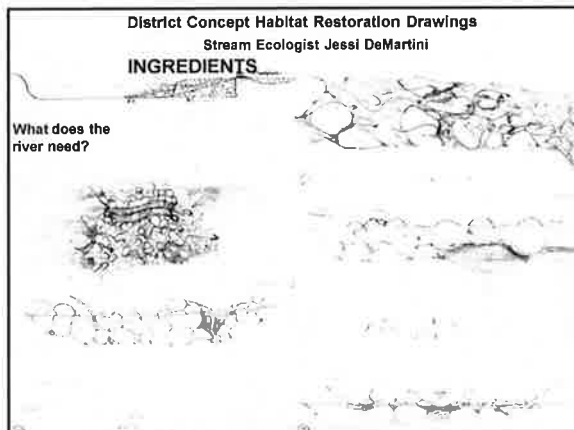 District Concept Habitat Restoration Drawings
Stream Ecologist Jessi DeMartini
INGREDIENTS
What does the
river need?